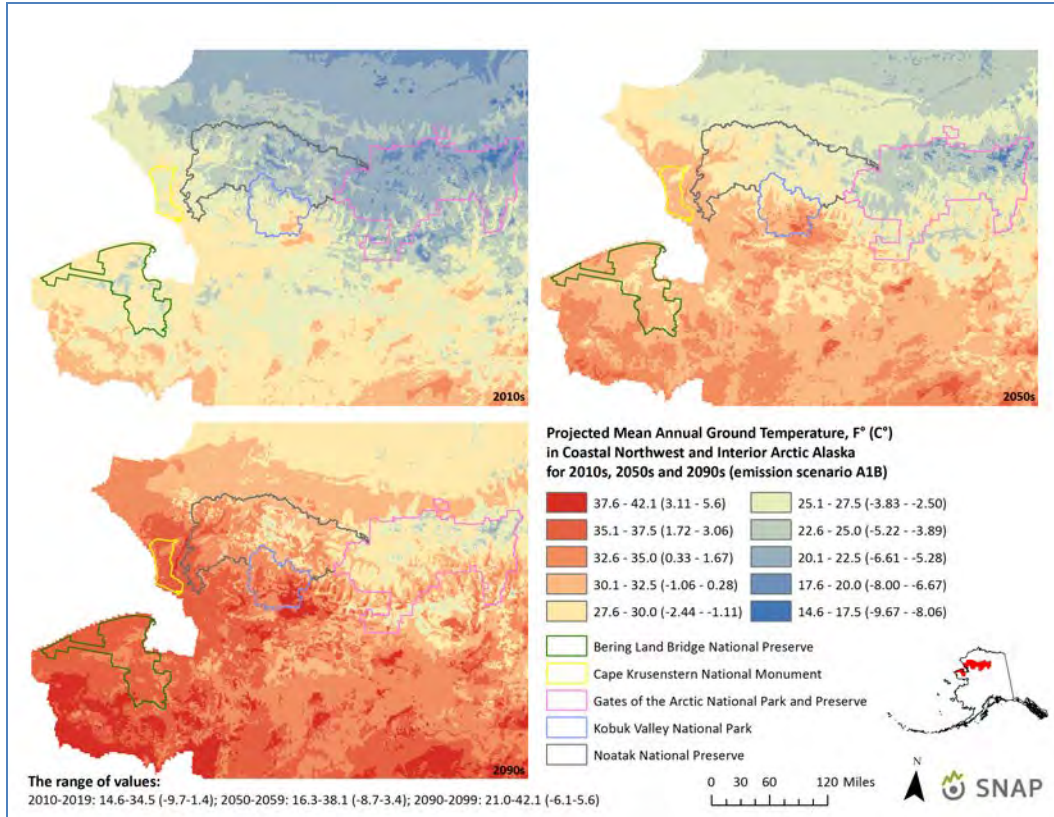 2010s
2050s
2090s
Projected Mean Annual Ground Temperature, F° (C°)
in Coastal Northwest and Interior Arctic Alaska
for 2010s, 2050s and 2090s (emission scenario A1B)
37.6 - 42.1 (3.11 - 5.6)
35.1 - 37.5 (1.72 - 3.06)
32.6 - 35.0 (0.33 - 1.67)
30.1 - 32.5 (-1.06 - 0.28)
27.6 - 30.0 (-2.44 - -1.11)
25.1 - 27.5 (-3.83 - -2.50)
22.6 - 25.0 (-5.22 - -3.89)
20.1 - 22.5 (-6.61 - -5.28)
17.6 - 20.0 (-8.00 - -6.67)
14.6 - 17.5 (-9.67 - -8.06)
Bering Land Bridge National Preserve
Cape Krusenstern National Monument
Gates of the Arctic National Park and Preserve
Kobuk Valley National Park
Noatak National Preserve
The range of values:
2010-2019: 14.6-34.5 (-9.7-1.4); 2050-2059: 16.3-38.1 (-8.7-3.4); 2090-2099: 21.0-42.1 (-6.1-5.6)
0 30 60 120 Miles
N
SNAP